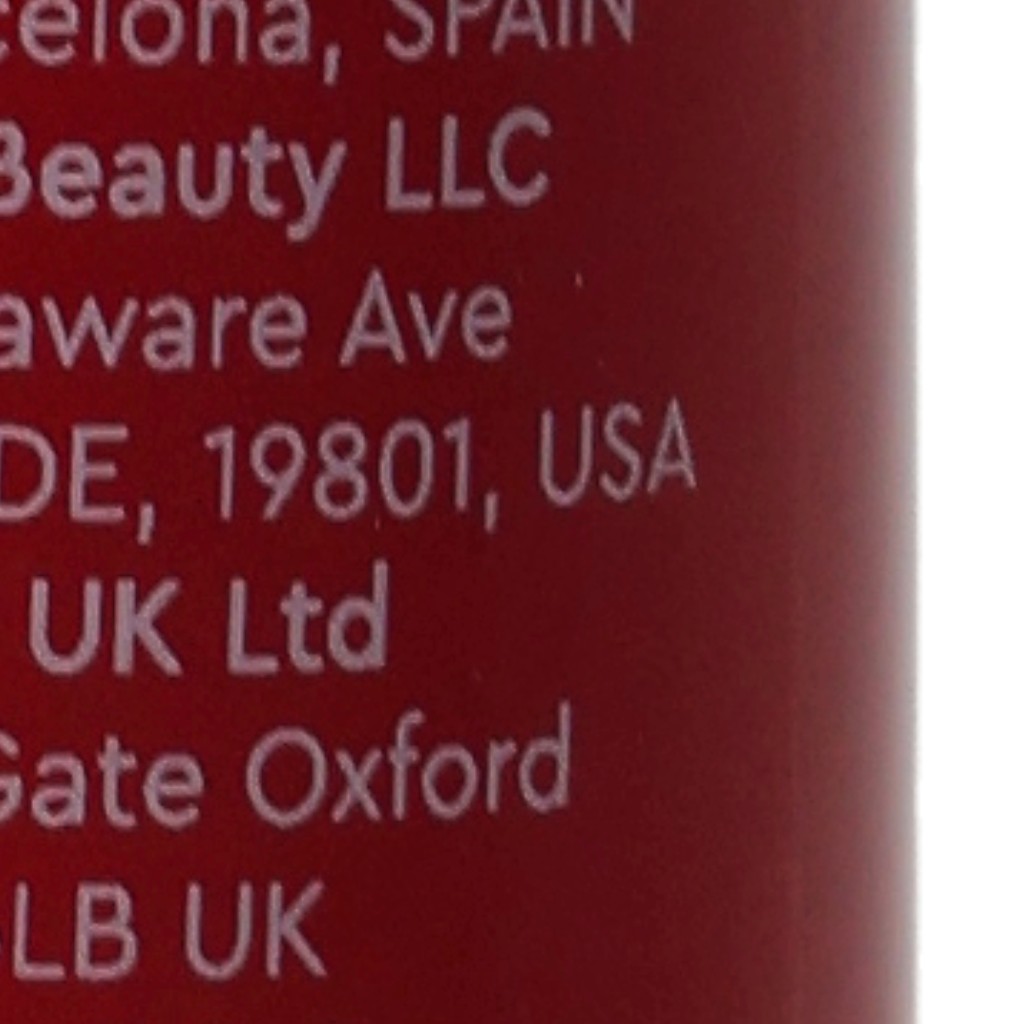 celona, SPAIN
Beauty LLC
aware Ave
DE, 19801, USA
UK Ltd
Gate Oxford
LB UK